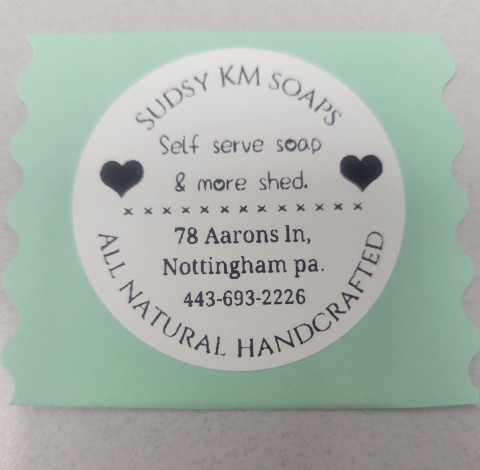 SUDSY KM SOAPS
Self serve soap
& more shed.
x x x x x x x x x x x x x
78 Aarons ln,
Nottingham pa.
443-693-2226
ALL NATURAL HANDCRAFTED